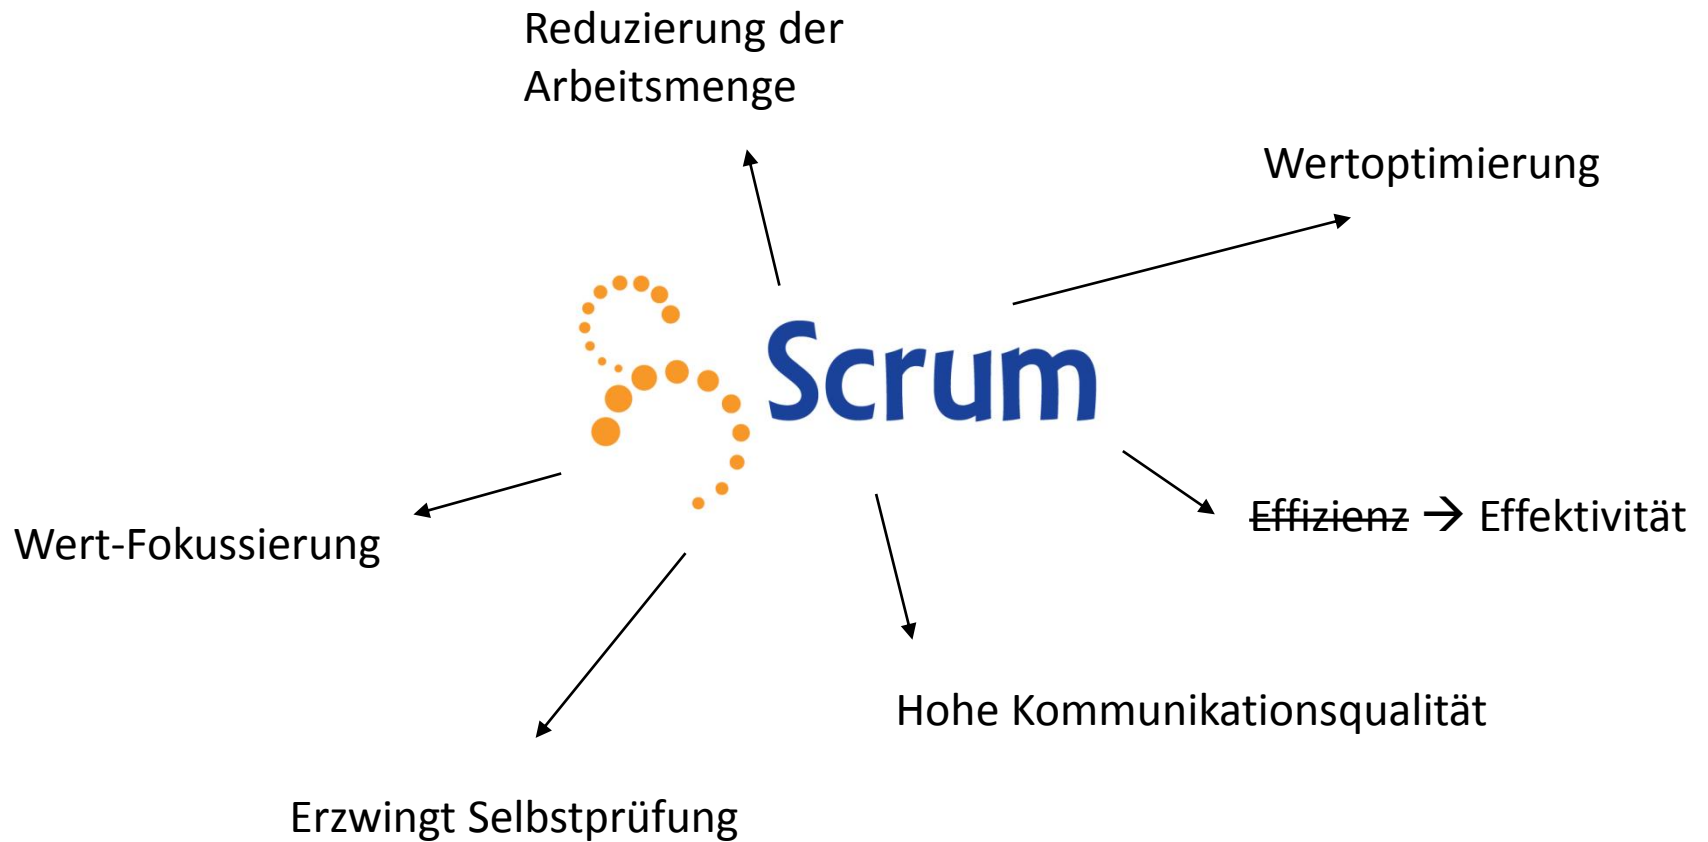 Reduzierung der
Arbeitsmenge
Wertoptimierung
Scrum
Effizienz → Effektivität
Wert-Fokussierung
Hohe Kommunikationsqualität
Erzwingt Selbstprüfung